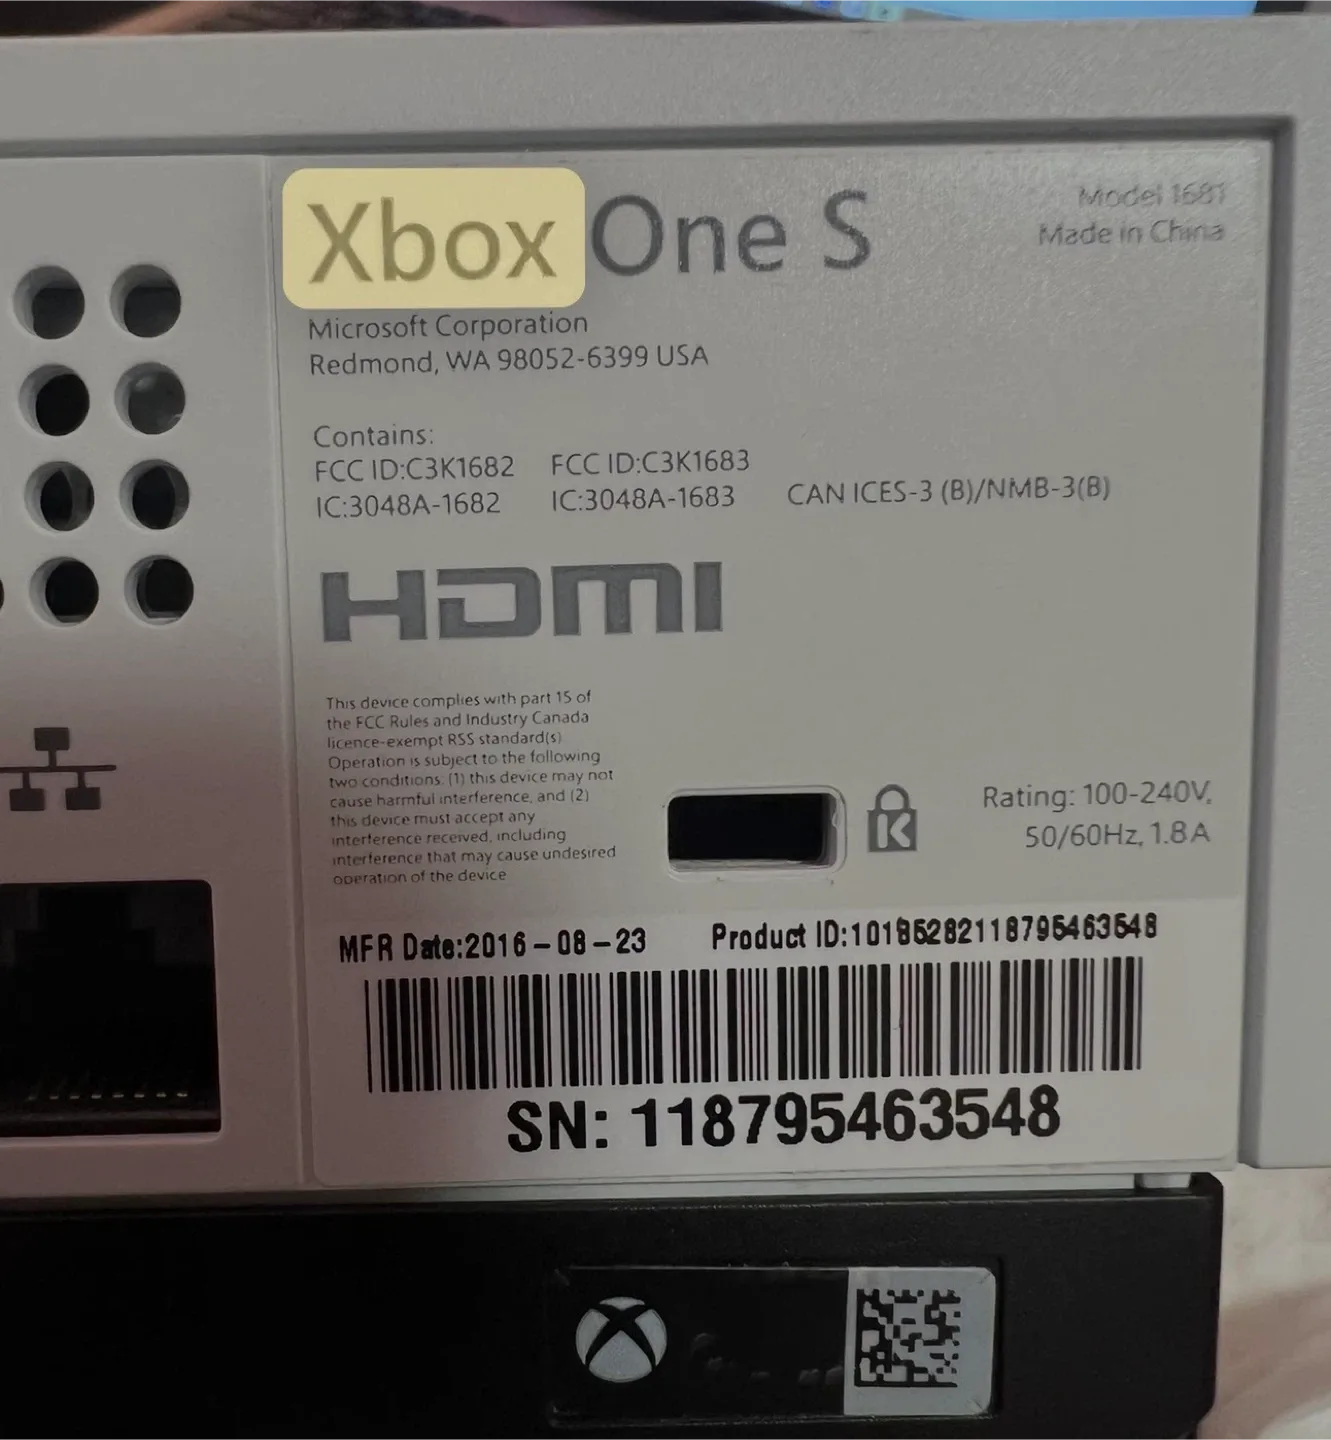 Xbox One S
Model 1681
Made in China
Microsoft Corporation
Redmond, WA 98052-6399 USA
Contains:
FCC ID:C3K1682 FCC ID:C3K1683
IC:3048A-1682 IC:3048A-1683 CAN ICES-3 (B)/NMB-3(B)
HDMI
This device complies with part 15 of
the FCC Rules and Industry Canada
licence-exempt RSS standard(s)
Operation is subject to the following
two conditions: (1) this device may not
cause harmful interference, and (2)
this device must accept any
interference received, including
interference that may cause undesired
operation of the device
Rating: 100-240V,
50/60Hz, 1.8A
MFR Date:2016-08-23 Product ID:101952821187954635​48
SN: 118795463548